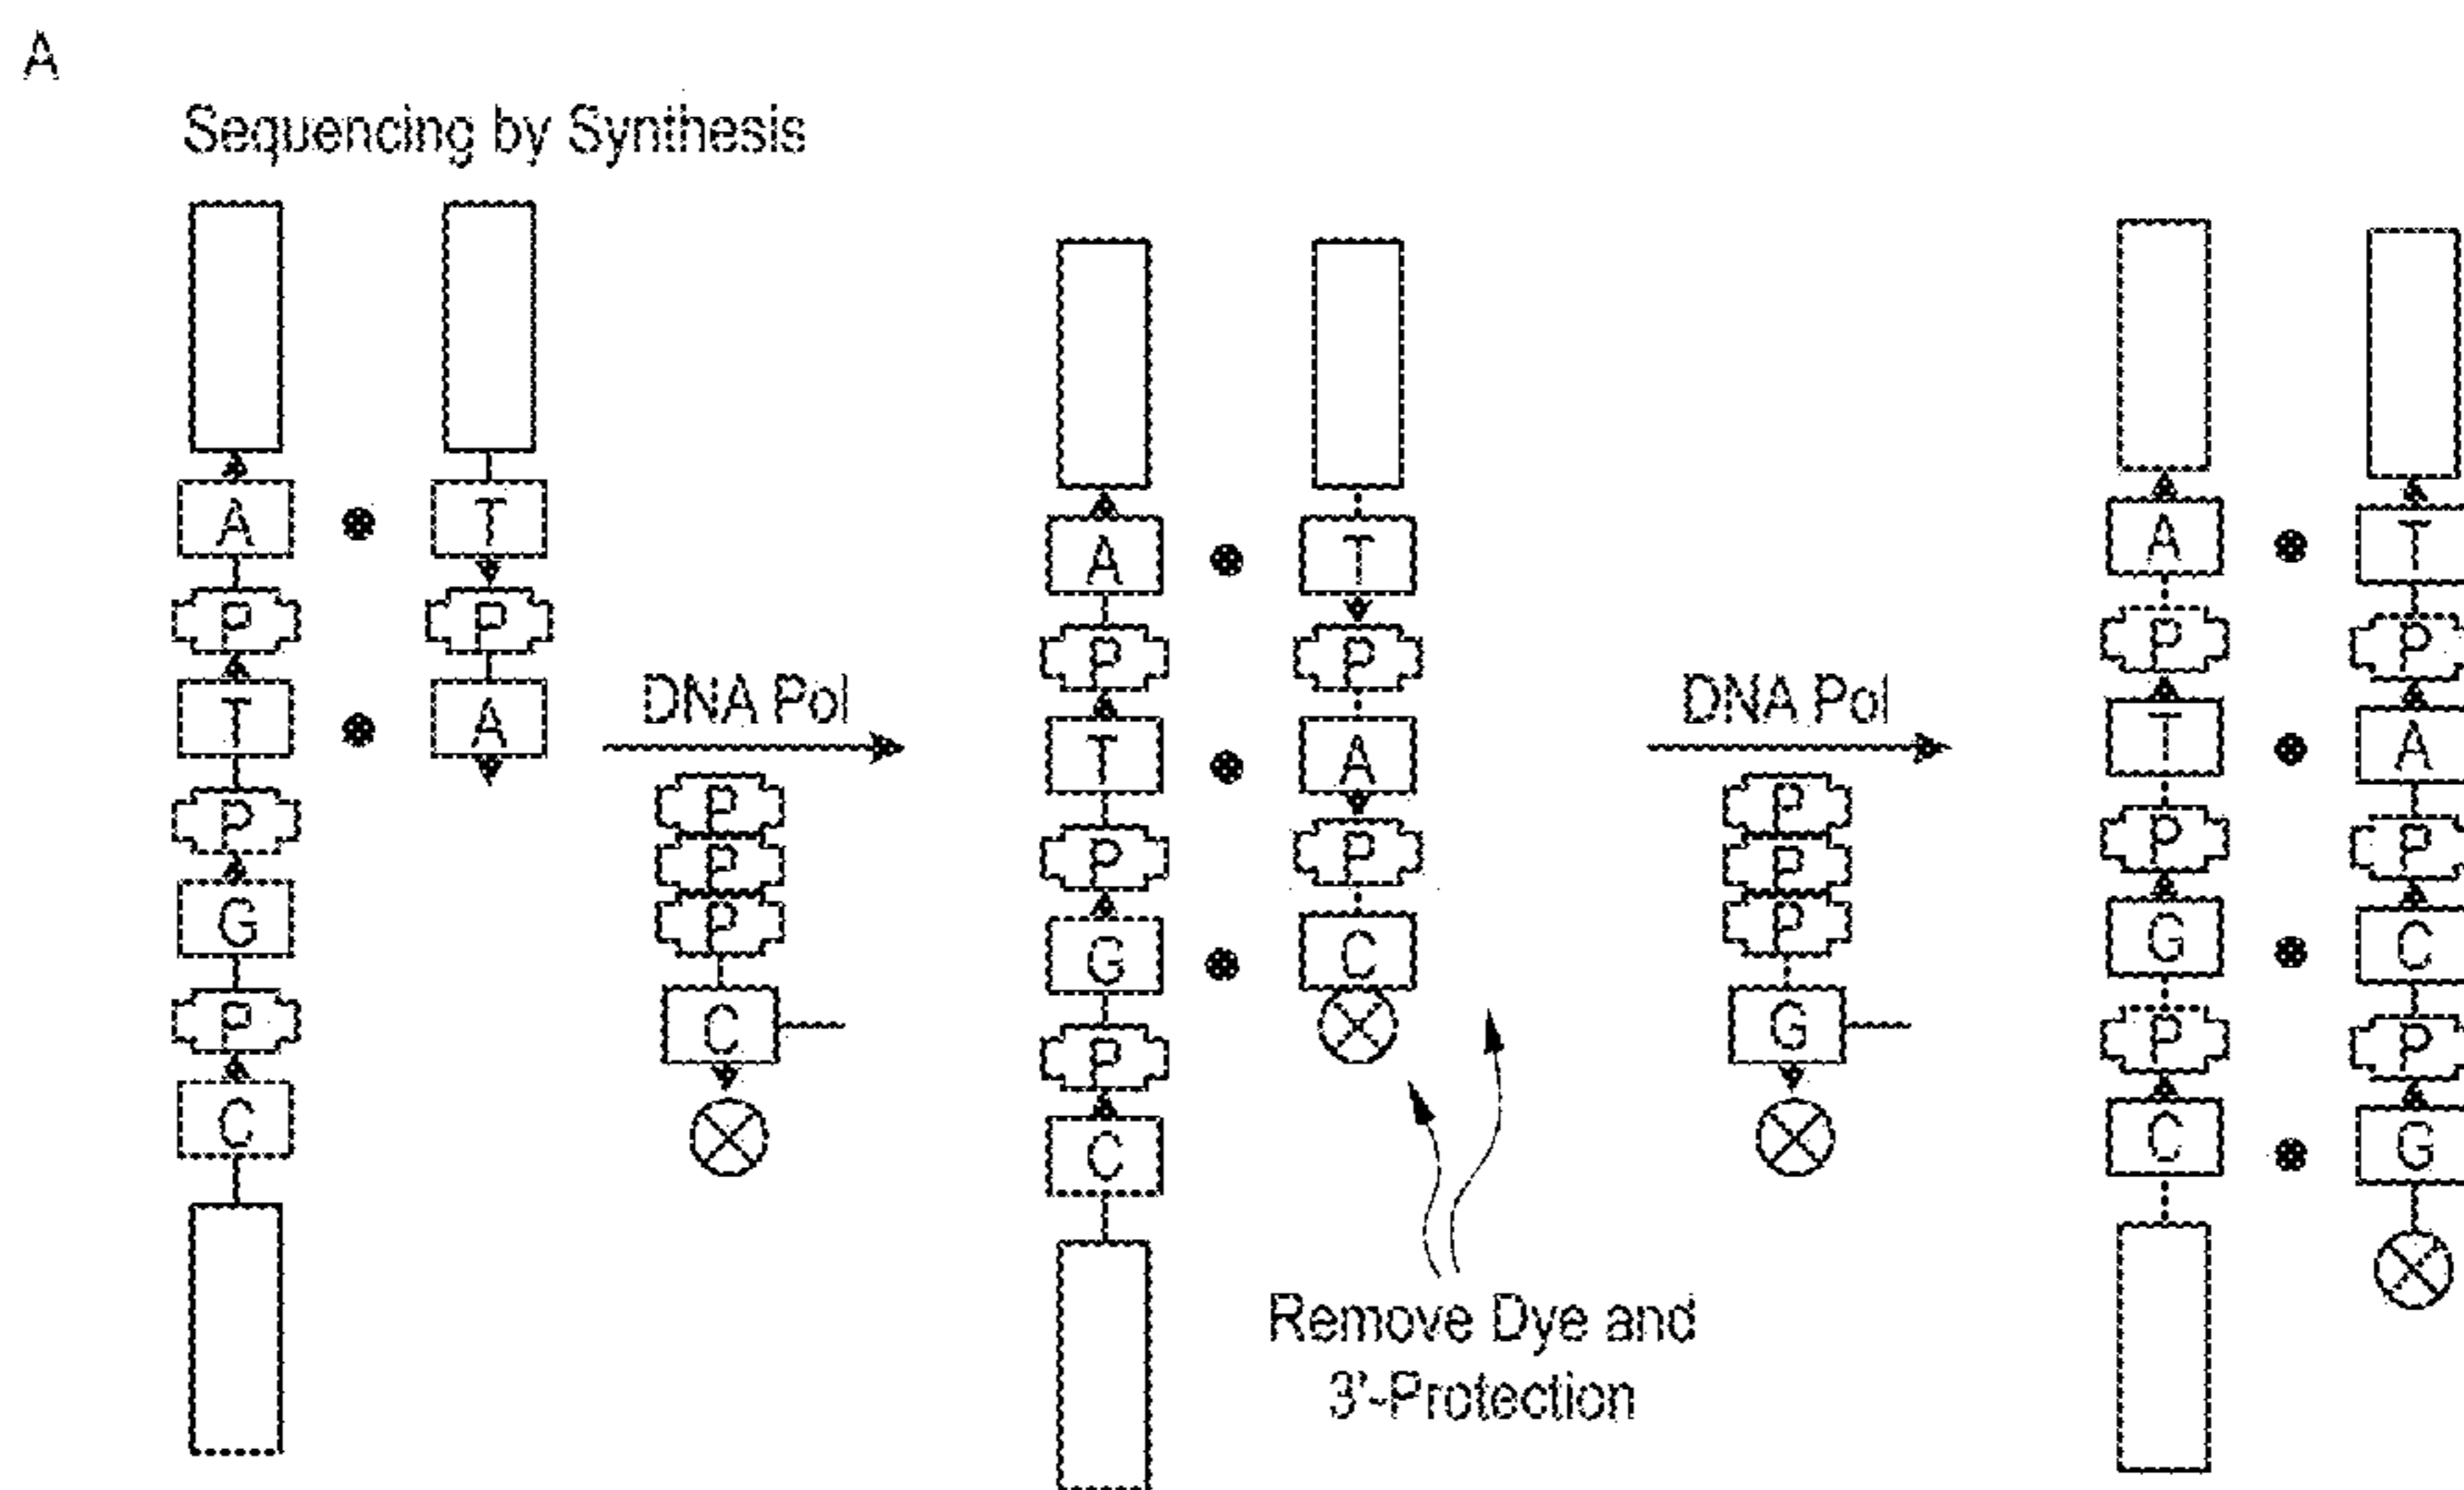 A
Sequencing by Synthesis
A T
P P
T A
P
G
P
C
DNA Pol
P
P
P
C
A T
P P
T A
P P
G C
P
C
Remove Dye and
3'-Protection
DNA Pol
P
P
P
G
A T
P P
T A
P P
G C
P P
C G